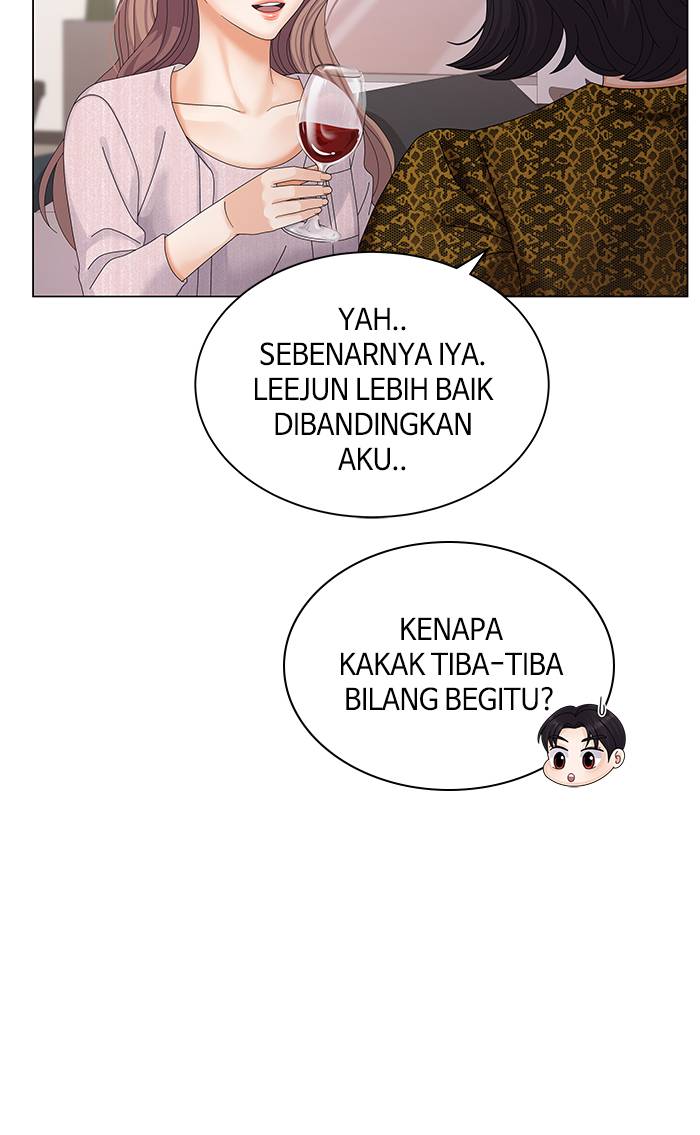 YAH..
SEBENARNYA IYA.
LEEJUN LEBIH BAIK
DIBANDINGKAN
AKU..
KENAPA
KAKAK TIBA-TIBA
BILANG BEGITU?